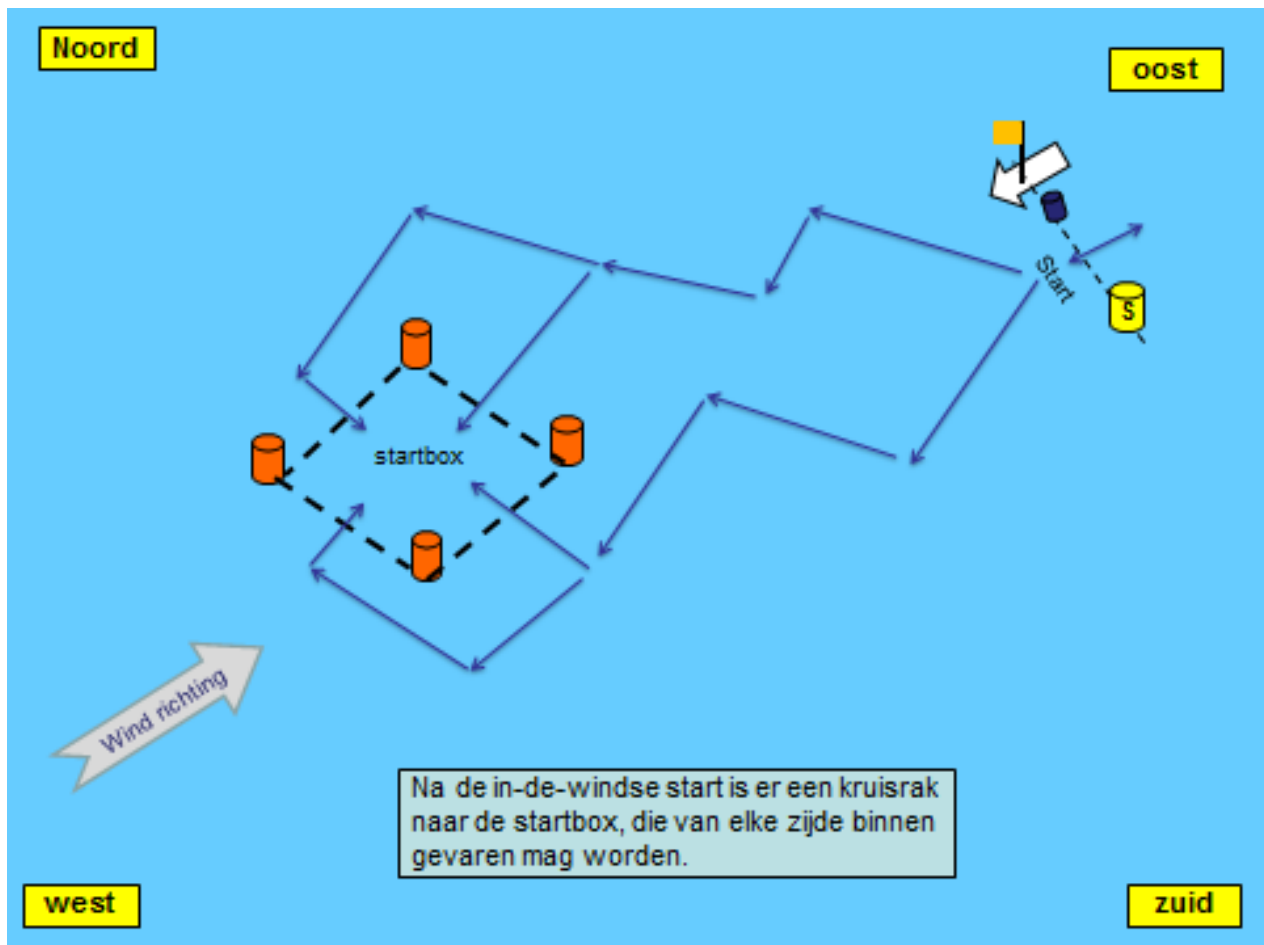 Noord
oost
Start
S
startbox
Wind richting
Na de in-de-windse start is er een kruisrak
naar de startbox, die van elke zijde binnen
gevaren mag worden.
west
zuid